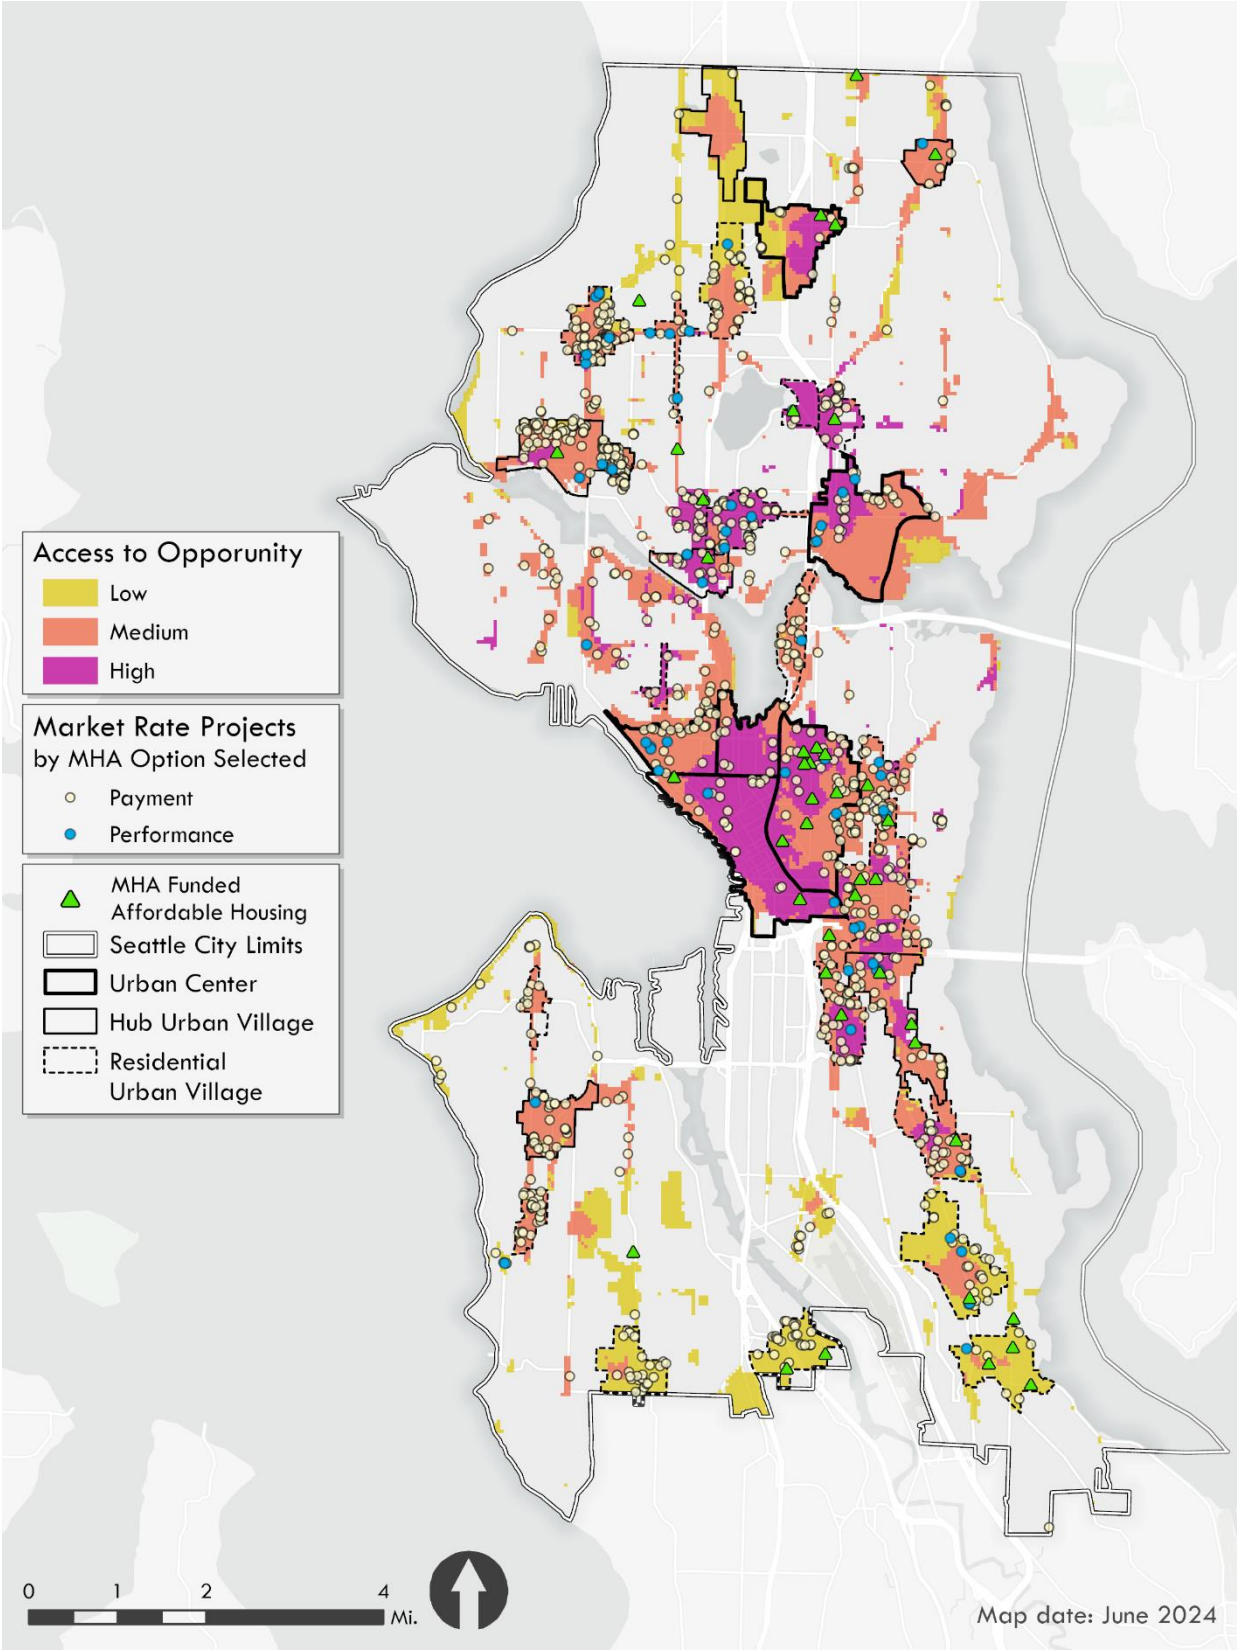 Access to Opporunity
Low
Medium
High
Market Rate Projects
by MHA Option Selected
Payment
Performance
MHA Funded
Affordable Housing
Seattle City Limits
Urban Center
Hub Urban Village
Residential
Urban Village
0 1 2 4
Mi.
Map date: June 2024